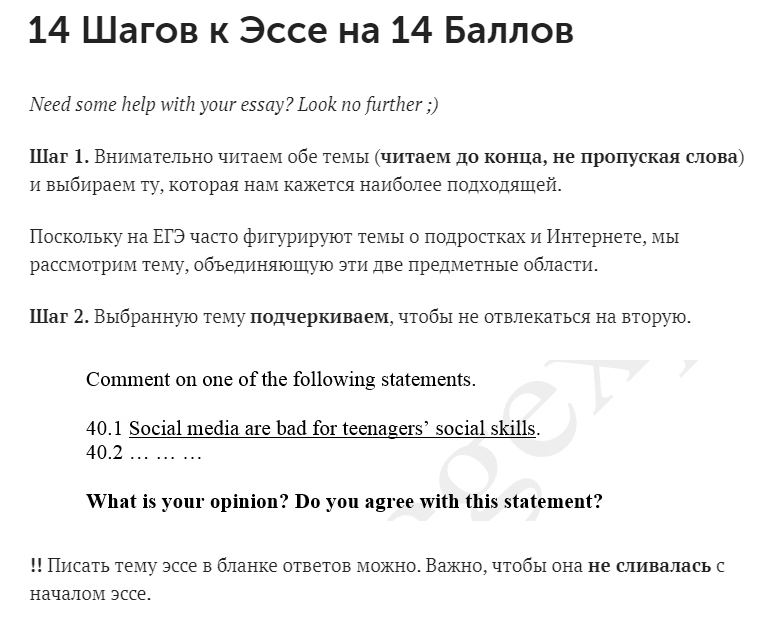 14 Шагов к Эссе на 14 Баллов
Need some help with your essay? Look no further ;)
Шаг 1. Внимательно читаем обе темы (читаем до конца, не пропуская слова)
и выбираем ту, которая нам кажется наиболее подходящей.
Поскольку на ЕГЭ часто фигурируют темы о подростках и Интернете, мы
рассмотрим тему, объединяющую эти две предметные области.
Шаг 2. Выбранную тему подчеркиваем, чтобы не отвлекаться на вторую.
Comment on one of the following statements.
40.1 Social media are bad for teenagers’ social skills.
40.2 … … …
What is your opinion? Do you agree with this statement?
!! Писать тему эссе в бланке ответов можно. Важно, чтобы она не сливалась с
началом эссе.